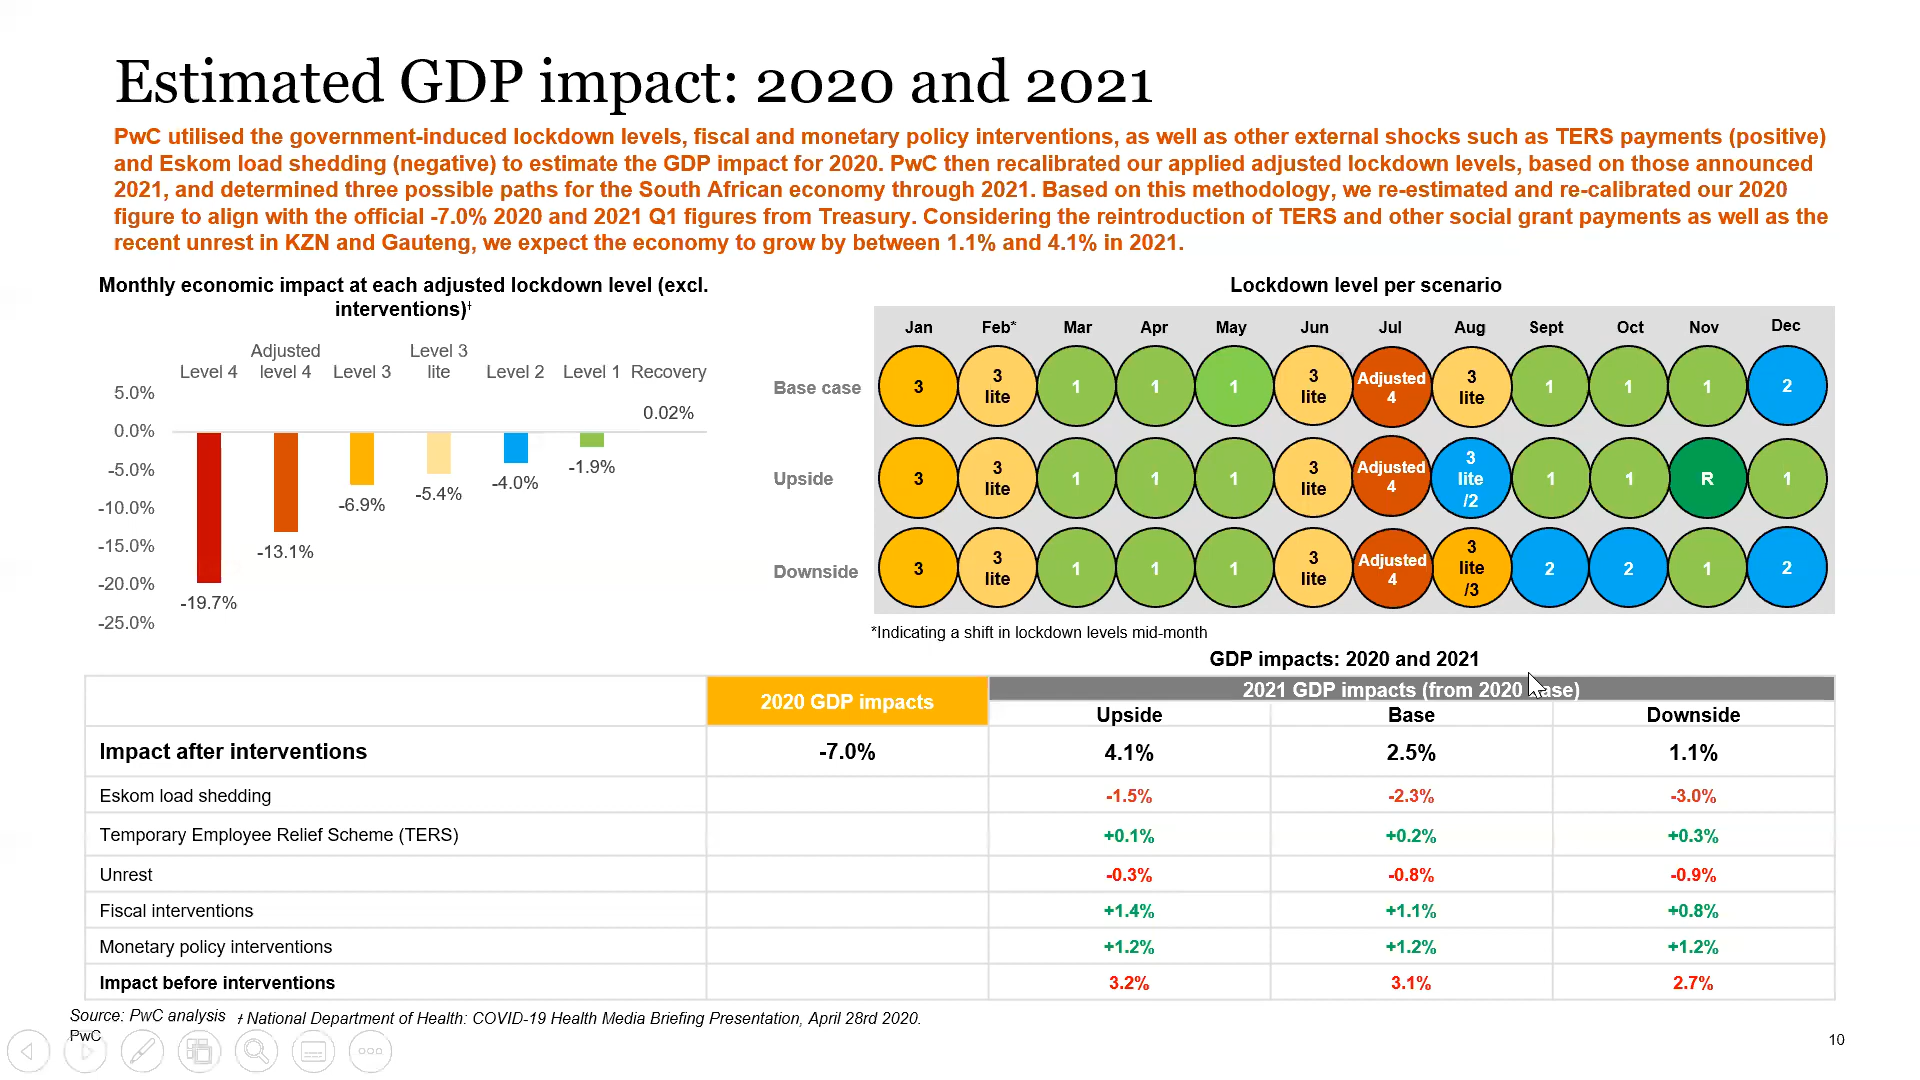 Estimated GDP impact: 2020 and 2021
PwC utilised the government-induced lockdown levels, fiscal and monetary policy interventions, as well as other external shocks such as TERS payments (positive)
and Eskom load shedding (negative) to estimate the GDP impact for 2020. PwC then recalibrated our applied adjusted lockdown levels, based on those announced
2021, and determined three possible paths for the South African economy through 2021. Based on this methodology, we re-estimated and re-calibrated our 2020
figure to align with the official -7.0% 2020 and 2021 Q1 figures from Treasury. Considering the reintroduction of TERS and other social grant payments as well as the
recent unrest in KZN and Gauteng, we expect the economy to grow by between 1.1% and 4.1% in 2021.
Monthly economic impact at each adjusted lockdown level (excl.
interventions)ƚ
Level 4 Adjusted level 4 Level 3 Level 3 lite Level 2 Level 1 Recovery
5.0%
0.0%
-5.0%
-10.0%
-15.0%
-20.0%
-25.0%
-19.7% -13.1% -6.9% -5.4% -4.0% -1.9% 0.02%
Lockdown level per scenario
Jan Feb* Mar Apr May Jun Jul Aug Sept Oct Nov Dec
Base case 3 3 lite 1 1 1 3 lite Adjusted 4 3 lite 1 1 1 2
Upside 3 3 lite 1 1 1 3 lite Adjusted 4 3 lite /2 1 1 R 1
Downside 3 3 lite 1 1 1 3 lite Adjusted 4 3 lite /3 2 2 1 2
*Indicating a shift in lockdown levels mid-month
GDP impacts: 2020 and 2021
2020 GDP impacts 2021 GDP impacts (from 2020 ase)
Upside Base Downside
Impact after interventions -7.0% 4.1% 2.5% 1.1%
Eskom load shedding -1.5% -2.3% -3.0%
Temporary Employee Relief Scheme (TERS) +0.1% +0.2% +0.3%
Unrest -0.3% -0.8% -0.9%
Fiscal interventions +1.4% +1.1% +0.8%
Monetary policy interventions +1.2% +1.2% +1.2%
Impact before interventions 3.2% 3.1% 2.7%
Source: PwC analysis ƚ National Department of Health: COVID-19 Health Media Briefing Presentation, April 28rd 2020.
PwC
10